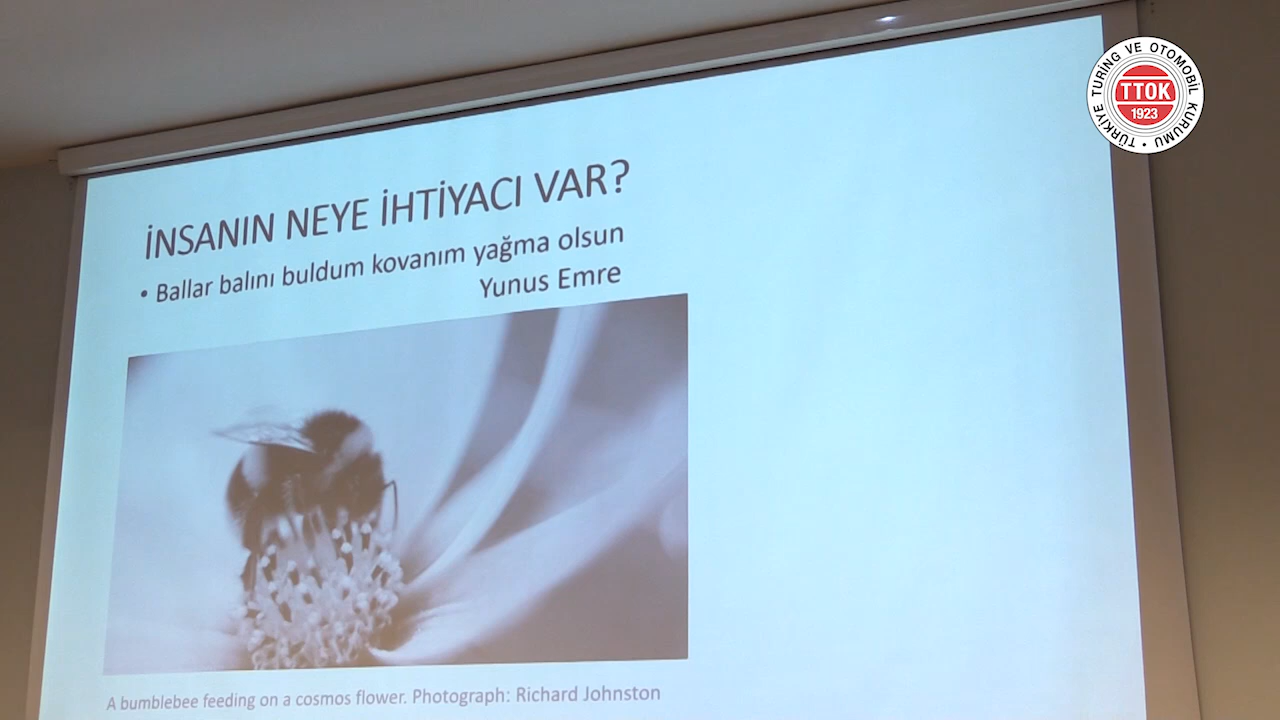 İNSANIN NEYE İHTİYACI VAR?
• Ballar balını buldum kovanım yağma olsun
Yunus Emre
A bumblebee feeding on a cosmos flower. Photograph: Richard Johnston
TÜRKİYE TURİNG VE OTOMOBİL KURUMU •
TTOK
1923